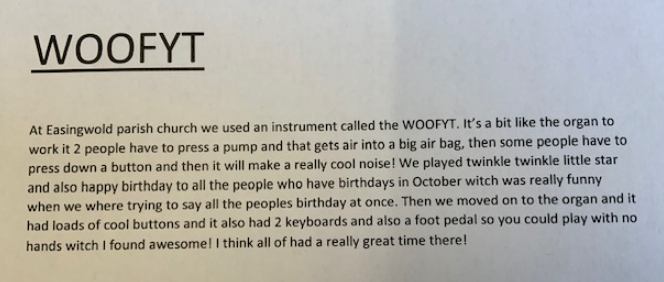 WOOFYT
At Easingwold parish church we used an instrument called the WOOFYT. It's a bit like the organ to
work it 2 people have to press a pump and that gets air into a big air bag, then some people have to
press down a button and then it will make a really cool noise! We played twinkle twinkle little star
and also happy birthday to all the people who have birthdays in October witch was really funny
when we where trying to say all the peoples birthday at once. Then we moved on to the organ and it
had loads of cool buttons and it also had 2 keyboards and also a foot pedal so you could play with no
hands witch I found awesome! I think all of had a really great time there!